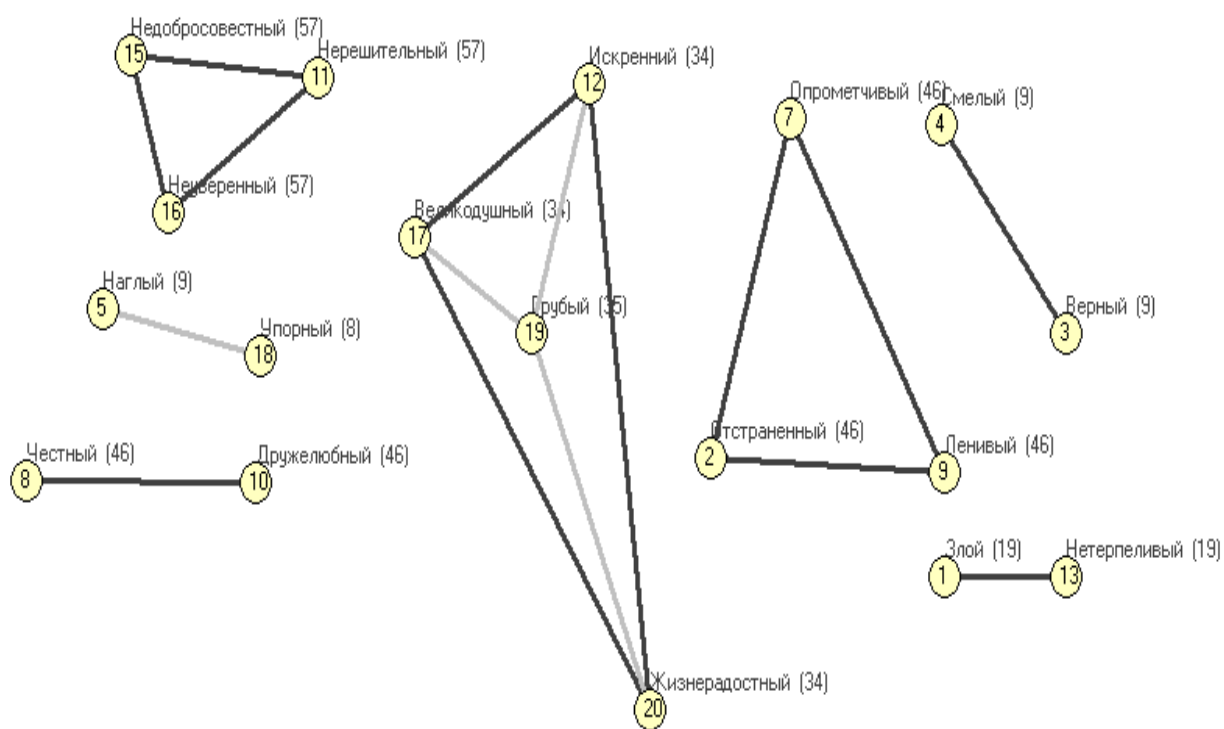 Недобросовестный (57)
15
Нерешительный (57)
11
Неуверенный (57)
16
Наглый (9)
5
Упорный (8)
18
Честный (46)
8
Дружелюбный (46)
10
Искренний (34)
12
Великодушный (34)
17
Грубый (35)
19
Жизнерадостный (34)
20
Опрометчивый (46)
7
Смелый (9)
4
Верный (9)
3
Отстраненный (46)
2
Ленивый (46)
9
Злой (19)
1
Нетерпеливый (19)
13